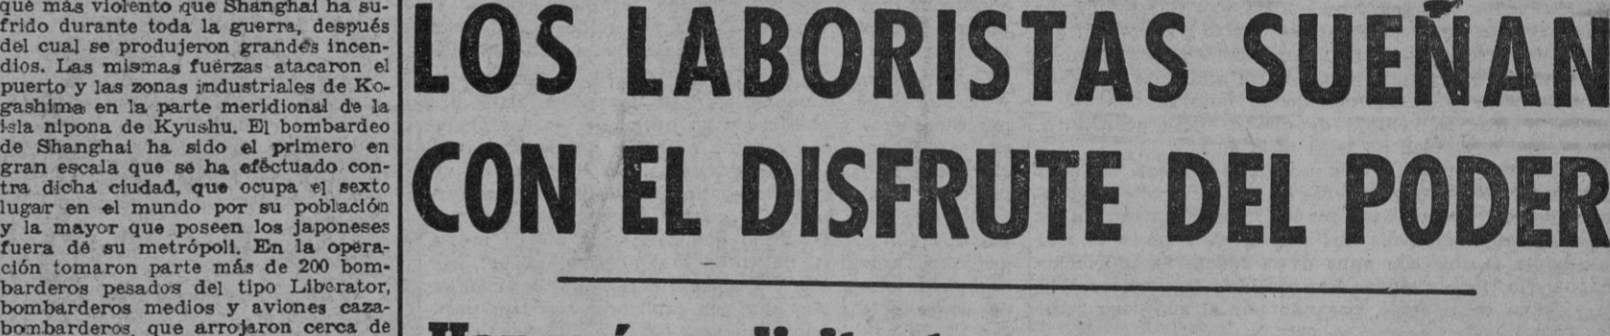 que más violento que Shanghai ha su-
frido durante toda la guerra, después
del cual se produjeron grandes incen-
dios. Las mismas fuerzas atacaron el
puerto y las zonas industriales de Ko-
gashima en la parte meridional de la
isla nipona de Kyushu. El bombardeo
de Shanghai ha sido el primero en
gran escala que se ha efectuado con-
tra dicha ciudad, que ocupa el sexto
lugar en el mundo por su población
y la mayor que poseen los japoneses
fuera de su metrópoli. En la opera-
ción tomaron parte más de 200 bom-
barderos pesados del tipo Liberator,
bombarderos medios y aviones caza-
bombarderos, que arrojaron cerca de
LOS LABORISTAS SUEÑAN
CON EL DISFRUTE DEL PODER